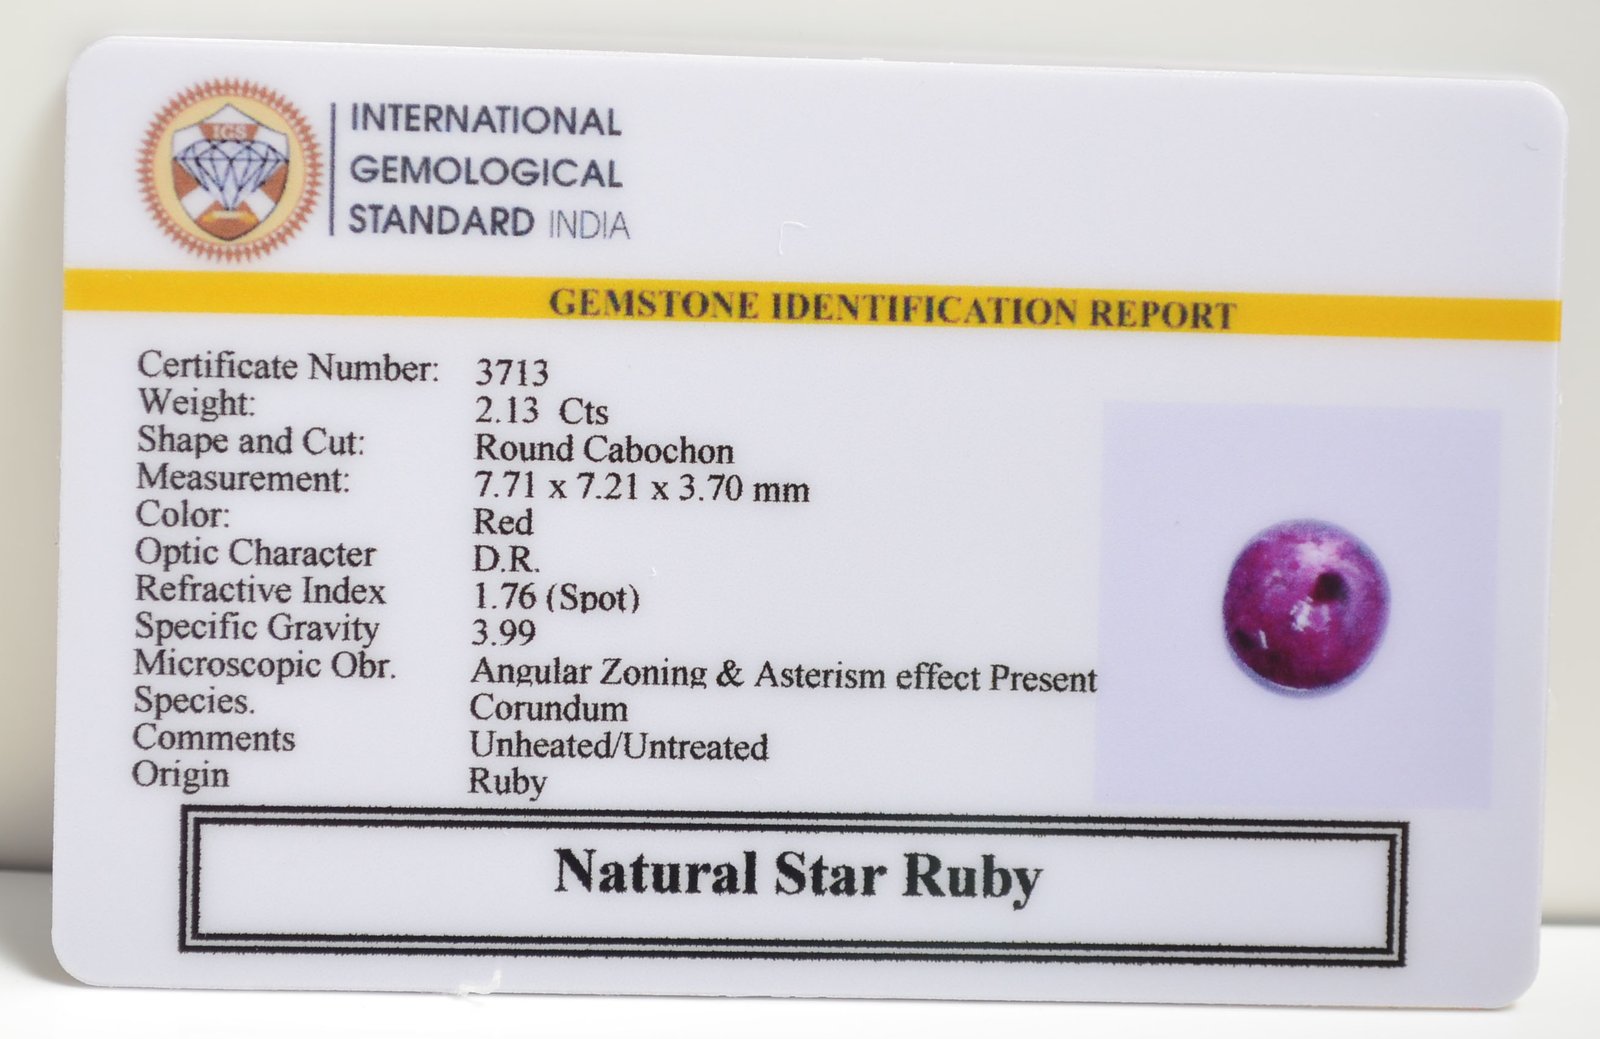 IGS
INTERNATIONAL
GEMOLOGICAL
STANDARD INDIA
GEMSTONE IDENTIFICATION REPORT
Certificate Number: 3713
Weight: 2.13 Cts
Shape and Cut: Round Cabochon
Measurement: 7.71 x 7.21 x 3.70 mm
Color: Red
Optic Character D.R.
Refractive Index 1.76 (Spot)
Specific Gravity 3.99
Microscopic Obr. Angular Zoning & Asterism effect Present
Species. Corundum
Comments Unheated/Untreated
Origin Ruby
Natural Star Ruby